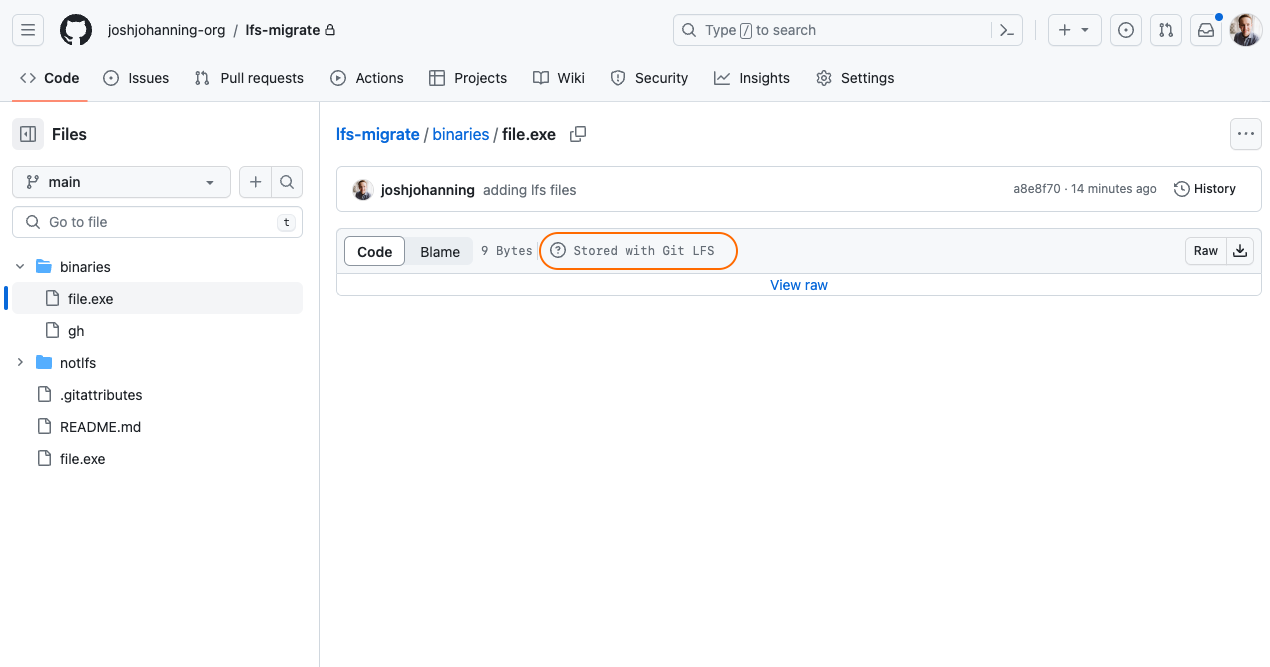 joshjohanning-org / lfs-migrate
Type / to search
Code Issues Pull requests Actions Projects Wiki Security Insights Settings
Files
main
Go to file t
binaries
file.exe
gh
notlfs
.gitattributes
README.md
file.exe
lfs-migrate / binaries / file.exe
joshjohanning adding lfs files a8e8f70 · 14 minutes ago History
Code Blame 9 Bytes Stored with Git LFS Raw
View raw